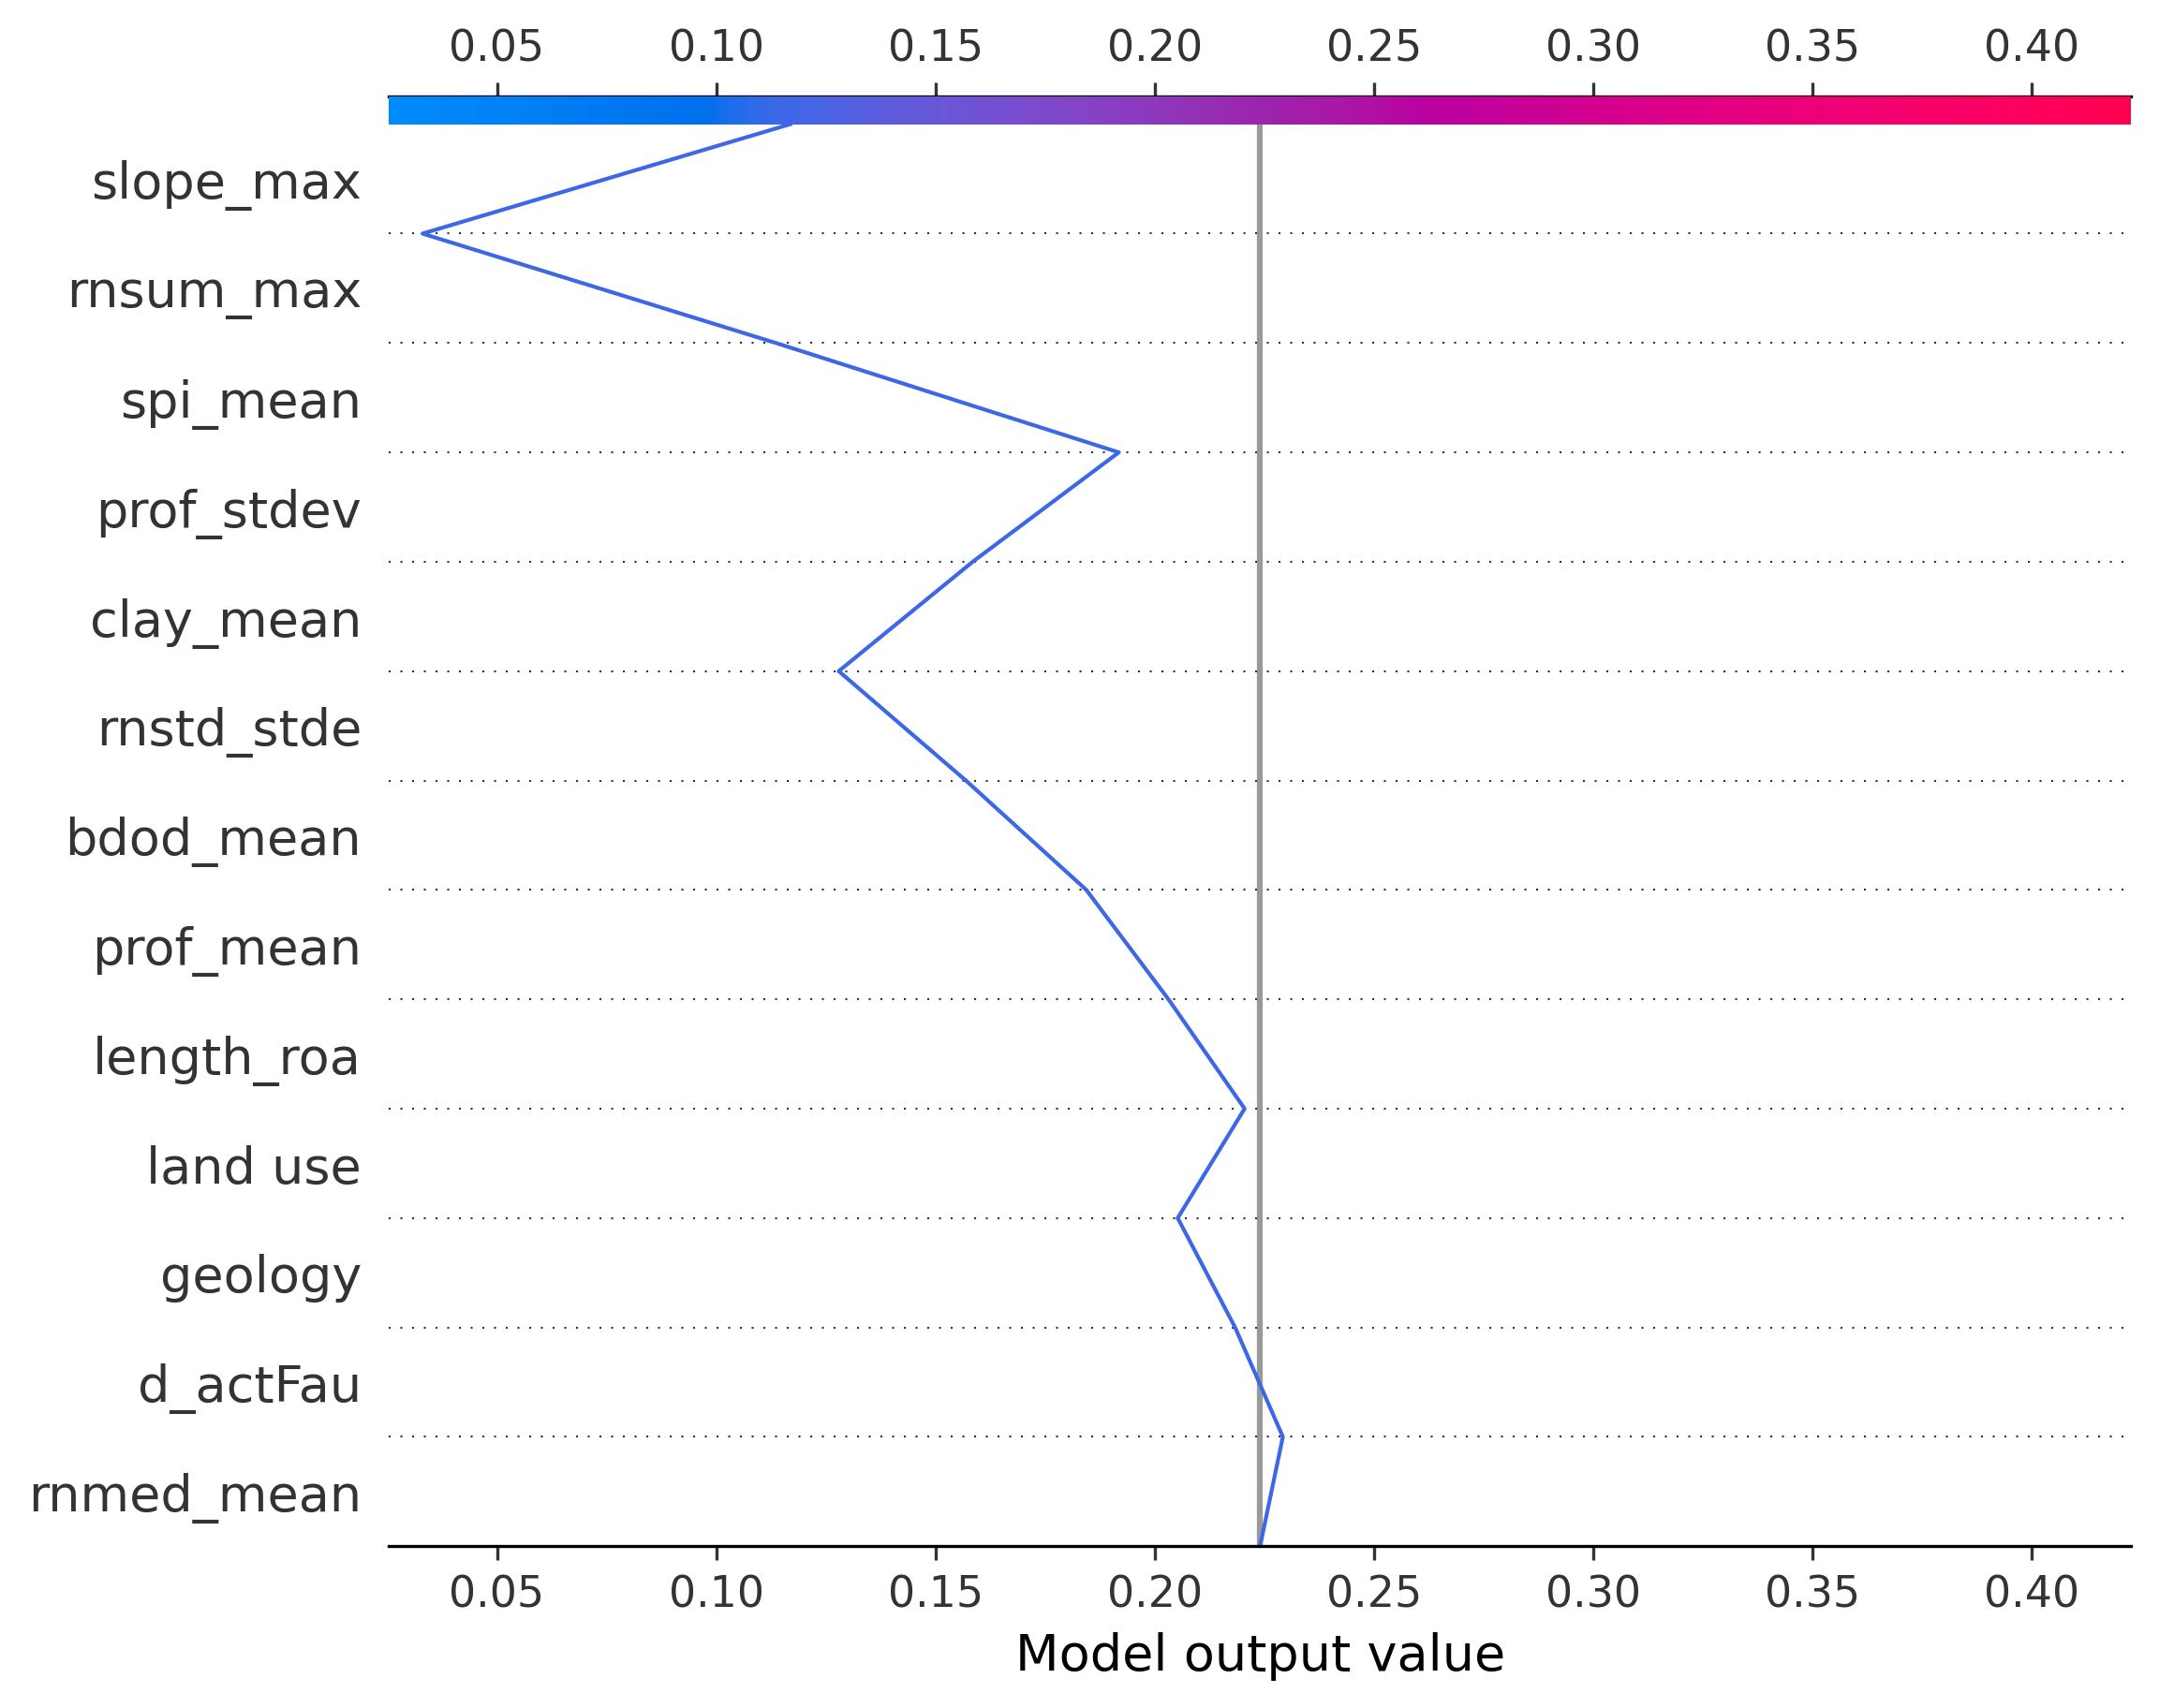 0.05 0.10 0.15 0.20 0.25 0.30 0.35 0.40
slope_max
rnsum_max
spi_mean
prof_stdev
clay_mean
rnstd_stde
bdod_mean
prof_mean
length_roa
land use
geology
d_actFau
rnmed_mean
0.05 0.10 0.15 0.20 0.25 0.30 0.35 0.40
Model output value